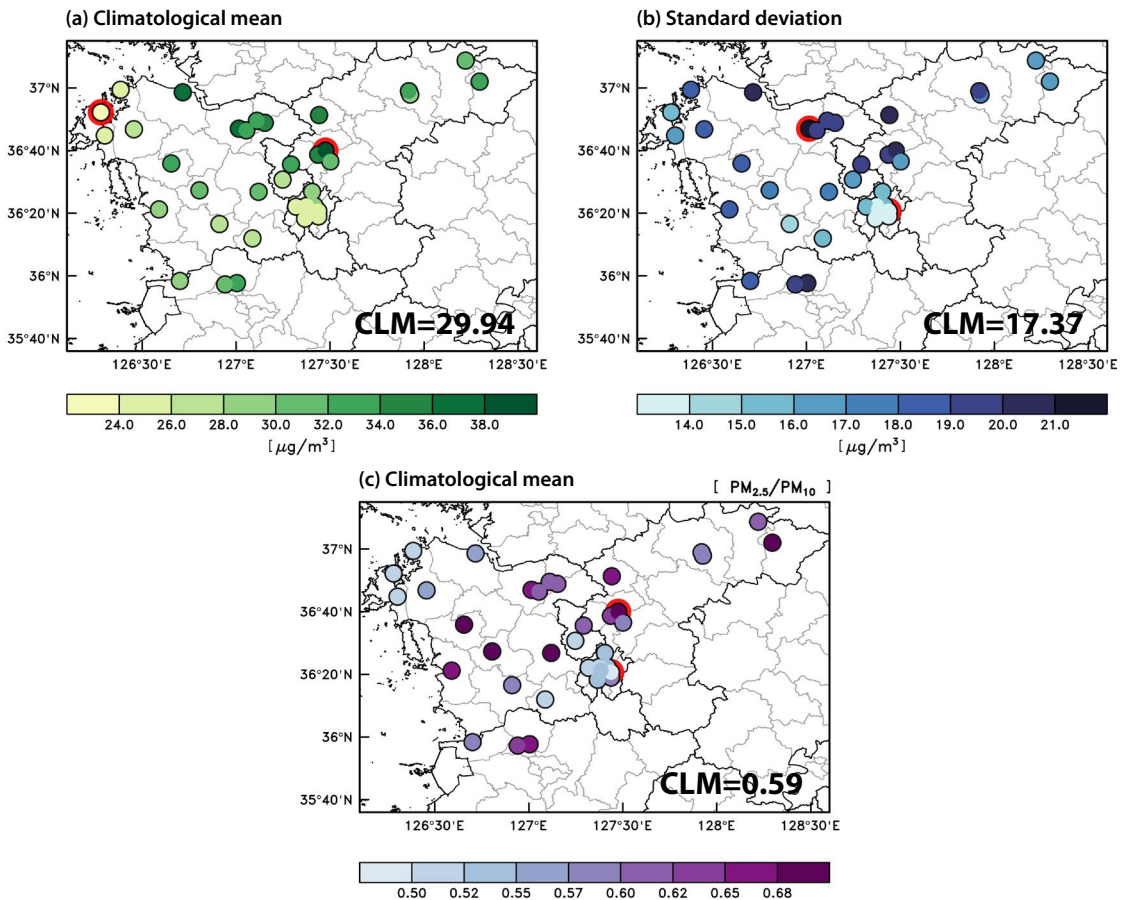 (a) Climatological mean
37°N
36°40'N
36°20'N
36°N
35°40'N
CLM=29.94
126°30'E 127°E 127°30'E 128°E 128°30'E
24.0 26.0 28.0 30.0 32.0 34.0 36.0 38.0
[μg/m³]
(b) Standard deviation
37°N
36°40'N
36°20'N
36°N
35°40'N
CLM=17.37
126°30'E 127°E 127°30'E 128°E 128°30'E
14.0 15.0 16.0 17.0 18.0 19.0 20.0 21.0
[μg/m³]
(c) Climatological mean
[ PM2.5/PM10 ]
37°N
36°40'N
36°20'N
36°N
35°40'N
CLM=0.59
126°30'E 127°E 127°30'E 128°E 128°30'E
0.50 0.52 0.55 0.57 0.60 0.62 0.65 0.68